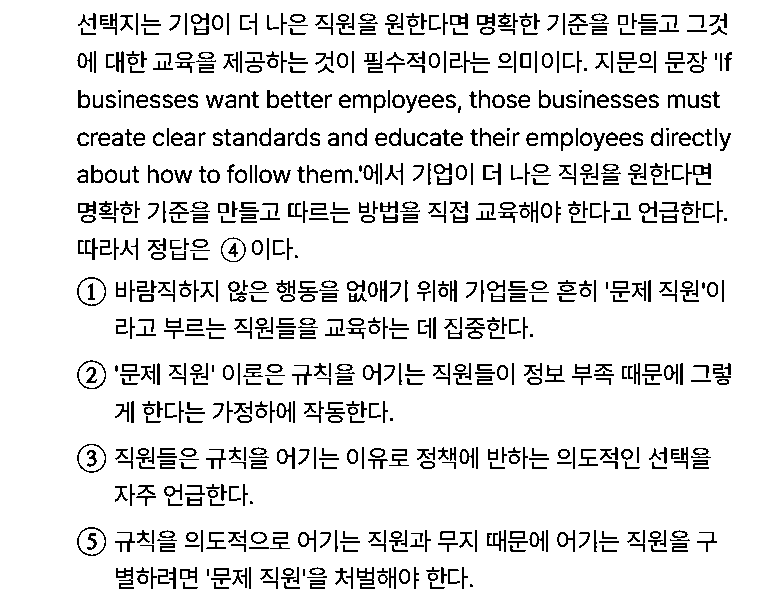 선택지는 기업이 더 나은 직원을 원한다면 명확한 기준을 만들고 그것
에 대한 교육을 제공하는 것이 필수적이라는 의미이다. 지문의 문장 'If
businesses want better employees, those businesses must
create clear standards and educate their employees directly
about how to follow them.'에서 기업이 더 나은 직원을 원한다면
명확한 기준을 만들고 따르는 방법을 직접 교육해야 한다고 언급한다.
따라서 정답은 ④이다.
① 바람직하지 않은 행동을 없애기 위해 기업들은 흔히 '문제 직원'이
라고 부르는 직원들을 교육하는 데 집중한다.
② '문제 직원' 이론은 규칙을 어기는 직원들이 정보 부족 때문에 그렇
게 한다는 가정하에 작동한다.
③ 직원들은 규칙을 어기는 이유로 정책에 반하는 의도적인 선택을
자주 언급한다.
⑤ 규칙을 의도적으로 어기는 직원과 무지 때문에 어기는 직원을 구
별하려면 '문제 직원'을 처벌해야 한다.